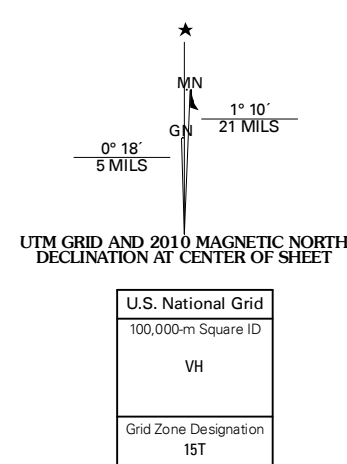 MN
1° 10´
21 MILS
GN
0° 18´
5 MILS
UTM GRID AND 2010 MAGNETIC NORTH
DECLINATION AT CENTER OF SHEET
U.S. National Grid
100,000-m Square ID
VH
Grid Zone Designation
15T